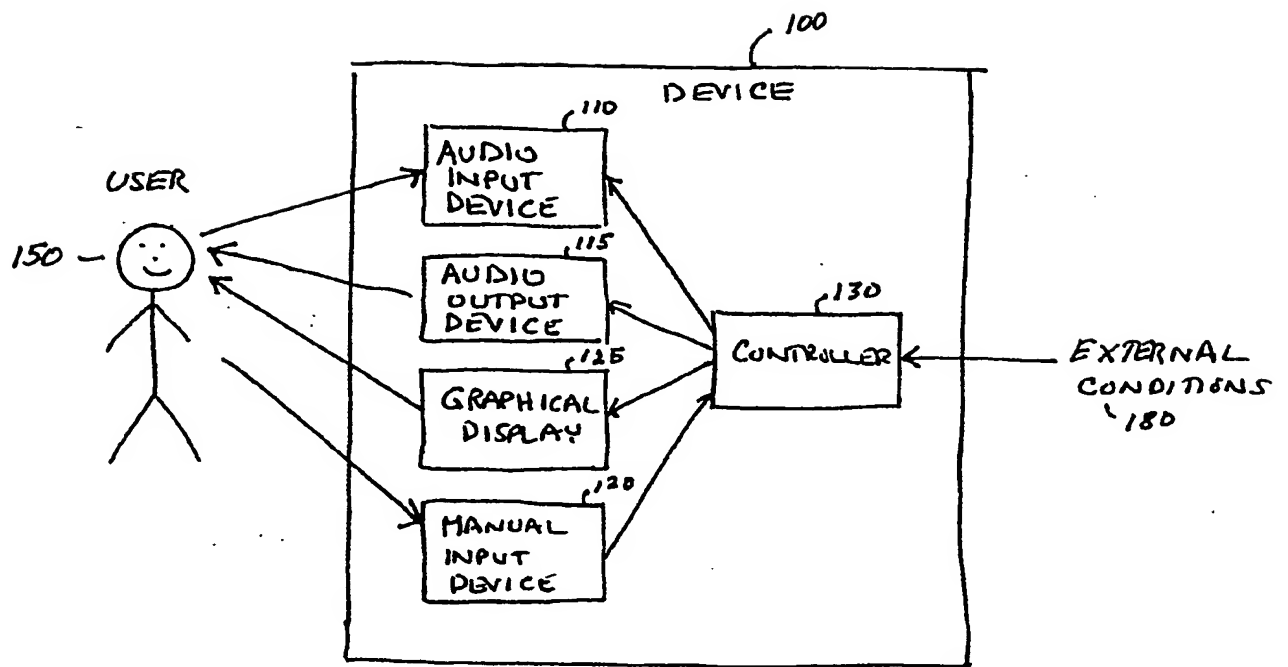 100
DEVICE
110
AUDIO
INPUT
DEVICE
USER
150
115
AUDIO
OUTPUT
DEVICE
130
CONTROLLER
EXTERNAL
CONDITIONS
180
125
GRAPHICAL
DISPLAY
120
MANUAL
INPUT
DEVICE